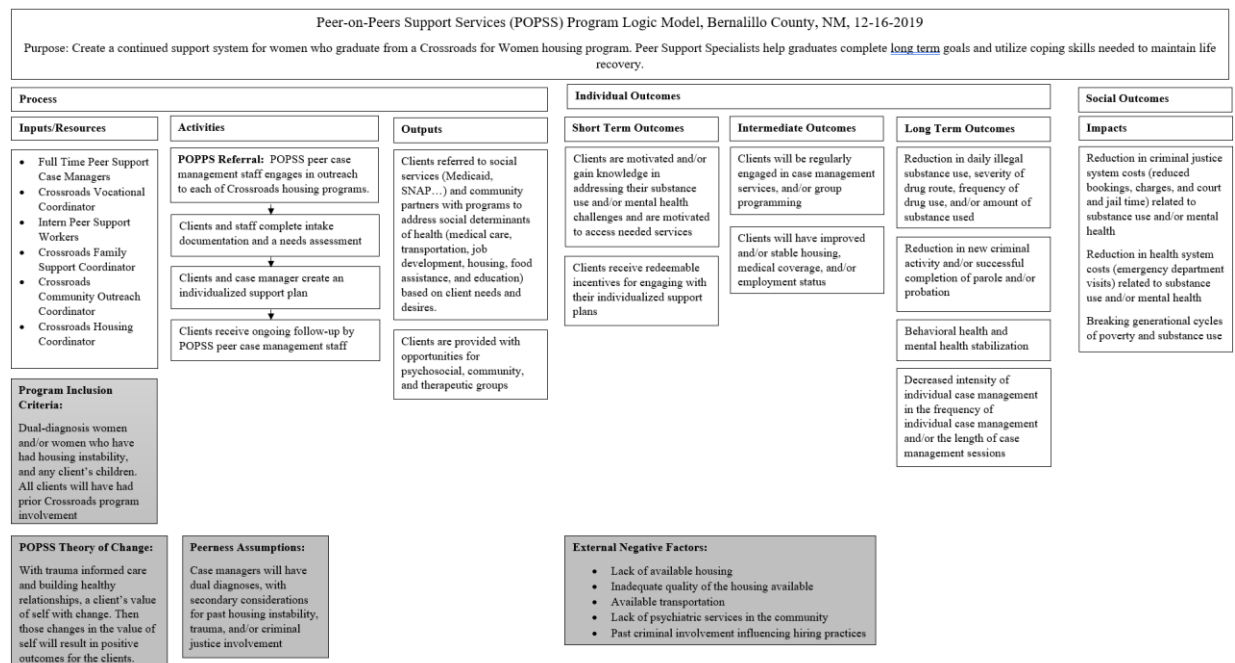 Peer-on-Peers Support Services (POPSS) Program Logic Model, Bernalillo County, NM, 12-16-2019
Purpose: Create a continued support system for women who graduate from a Crossroads for Women housing program. Peer Support Specialists help graduates complete long term goals and utilize coping skills needed to maintain life
recovery.
Process
Inputs/Resources
• Full Time Peer Support
Case Managers
• Crossroads Vocational
Coordinator
• Intern Peer Support
Workers
• Crossroads Family
Support Coordinator
• Crossroads
Community Outreach
Coordinator
• Crossroads Housing
Coordinator
Program Inclusion
Criteria:
Dual-diagnosis women
and/or women who have
had housing instability,
and any client’s children.
All clients will have had
prior Crossroads program
involvement
Activities
POPPS Referral: POPSS peer case
management staff engages in outreach
to each of Crossroads housing programs.
Clients and staff complete intake
documentation and a needs assessment
Clients and case manager create an
individualized support plan
Clients receive ongoing follow-up by
POPSS peer case management staff
Outputs
Clients referred to social
services (Medicaid,
SNAP…) and community
partners with programs to
address social determinants
of health (medical care,
transportation, job
development, housing, food
assistance, and education)
based on client needs and
desires.
Clients are provided with
opportunities for
psychosocial, community,
and therapeutic groups
Individual Outcomes
Short Term Outcomes
Clients are motivated and/or
gain knowledge in
addressing their substance
use and/or mental health
challenges and are motivated
to access needed services
Clients receive redeemable
incentives for engaging with
their individualized support
plans
Intermediate Outcomes
Clients will be regularly
engaged in case management
services, and/or group
programming
Clients will have improved
and/or stable housing,
medical coverage, and/or
employment status
Long Term Outcomes
Reduction in daily illegal
substance use, severity of
drug route, frequency of
drug use, and/or amount of
substance used
Reduction in new criminal
activity and/or successful
completion of parole and/or
probation
Behavioral health and
mental health stabilization
Decreased intensity of
individual case management
in the frequency of
individual case management
and/or the length of case
management sessions
Social Outcomes
Impacts
Reduction in criminal justice
system costs (reduced
bookings, charges, and court
and jail time) related to
substance use and/or mental
health
Reduction in health system
costs (emergency department
visits) related to substance
use and/or mental health
Breaking generational cycles
of poverty and substance use
POPSS Theory of Change:
With trauma informed care
and building healthy
relationships, a client’s value
of self with change. Then
those changes in the value of
self will result in positive
outcomes for the clients.
Peerness Assumptions:
Case managers will have
dual diagnoses, with
secondary considerations
for past housing instability,
trauma, and/or criminal
justice involvement
External Negative Factors:
• Lack of available housing
• Inadequate quality of the housing available
• Available transportation
• Lack of psychiatric services in the community
• Past criminal involvement influencing hiring practices